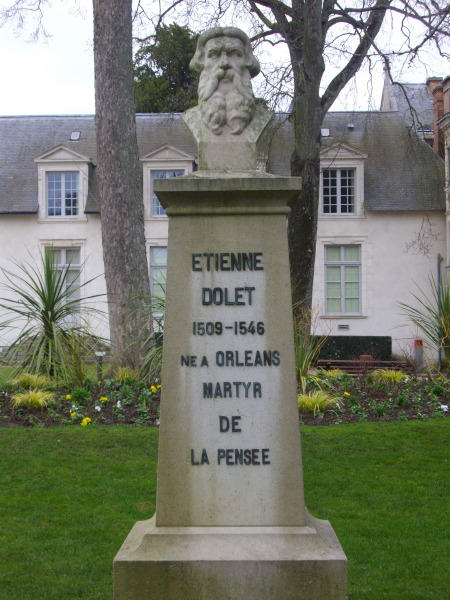 ETIENNE
DOLET
1509-1546
NE A ORLEANS
MARTYR
DE
LA PENSEE